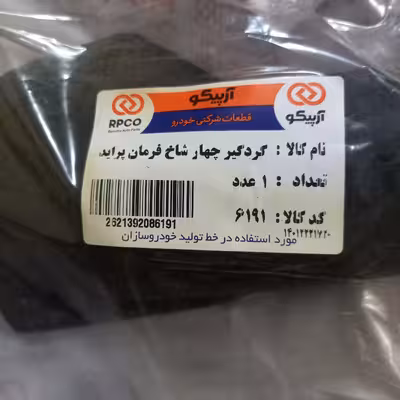 آرپیکو
قطعات شرکتی خودرو
RPCO
آرپیکو
نام کالا : گردگیر چهار شاخ فرمان پراید
تعداد : ۱ عدد
کد کالا : ۶۱۹۱
2621392086191
مورد استفاده در خط تولید خودروسازان